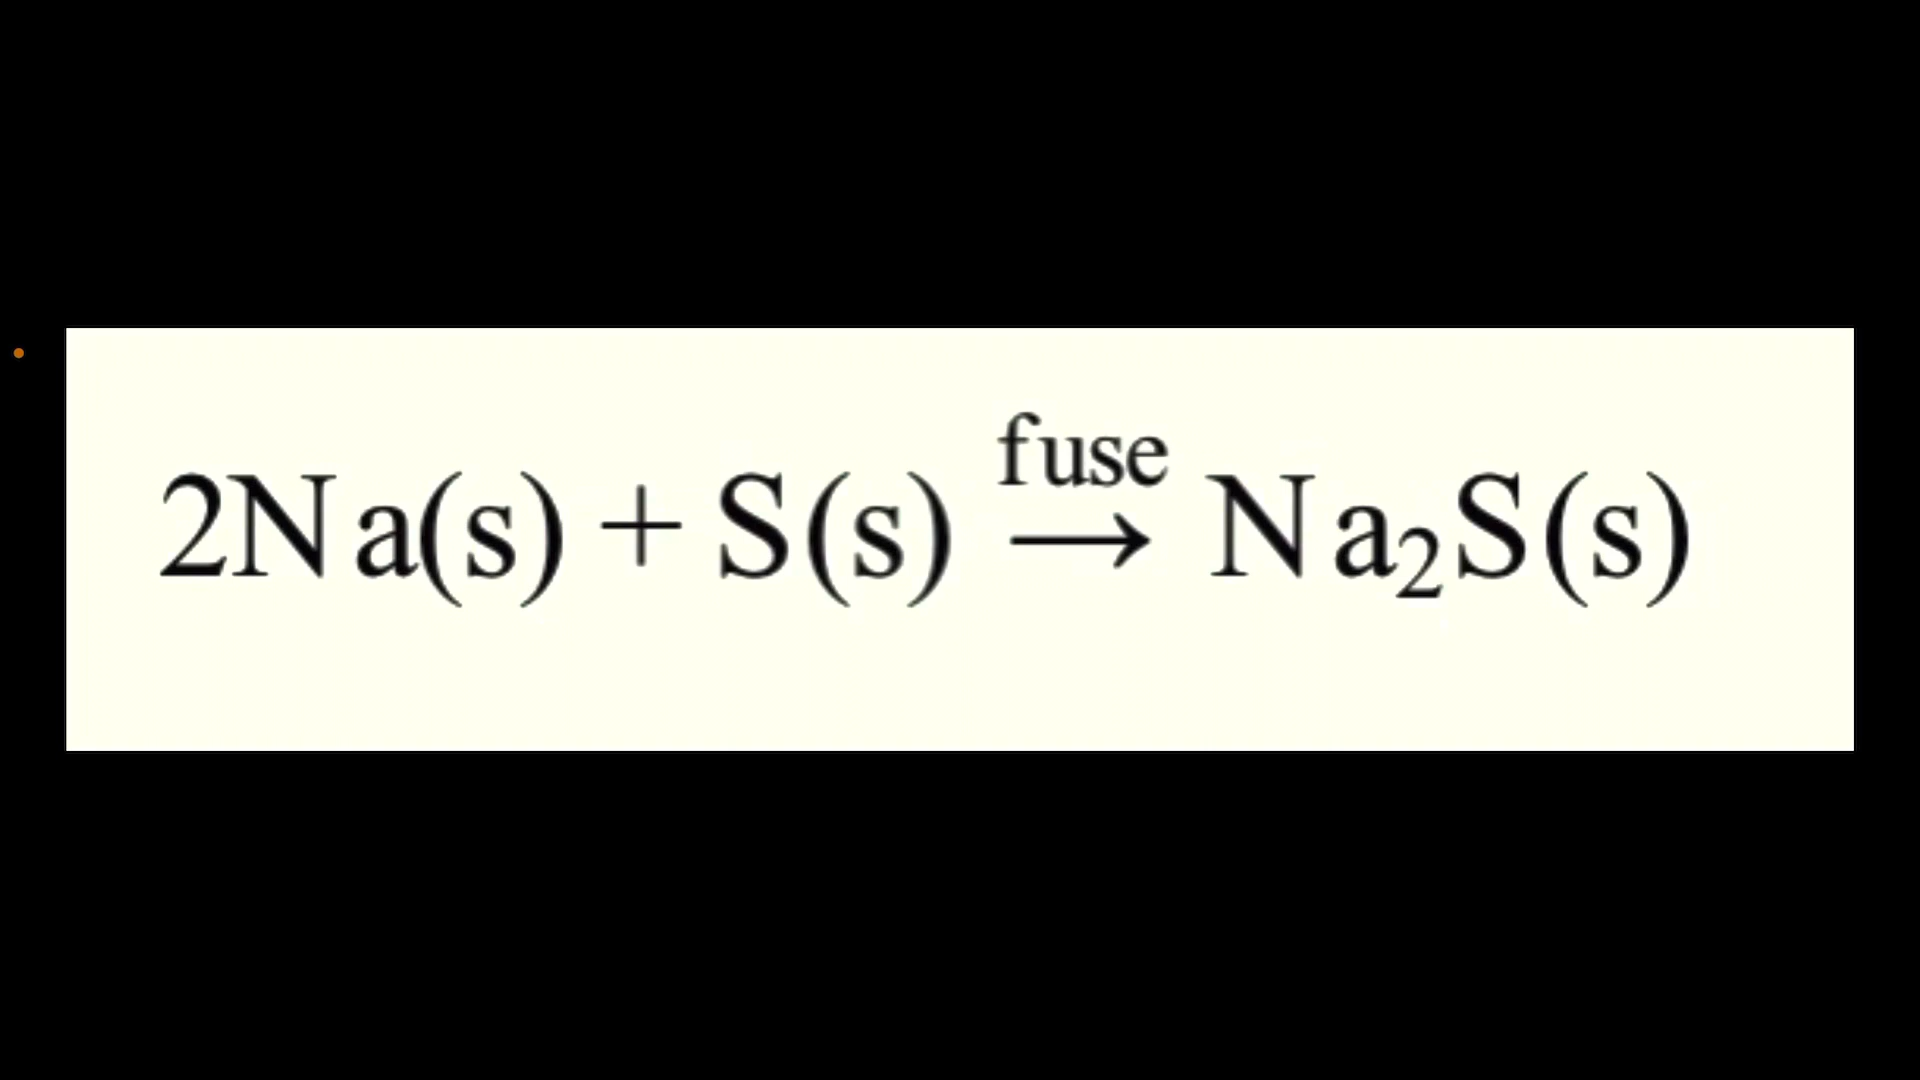 2Na(s) + S(s) fuse → Na₂S(s)